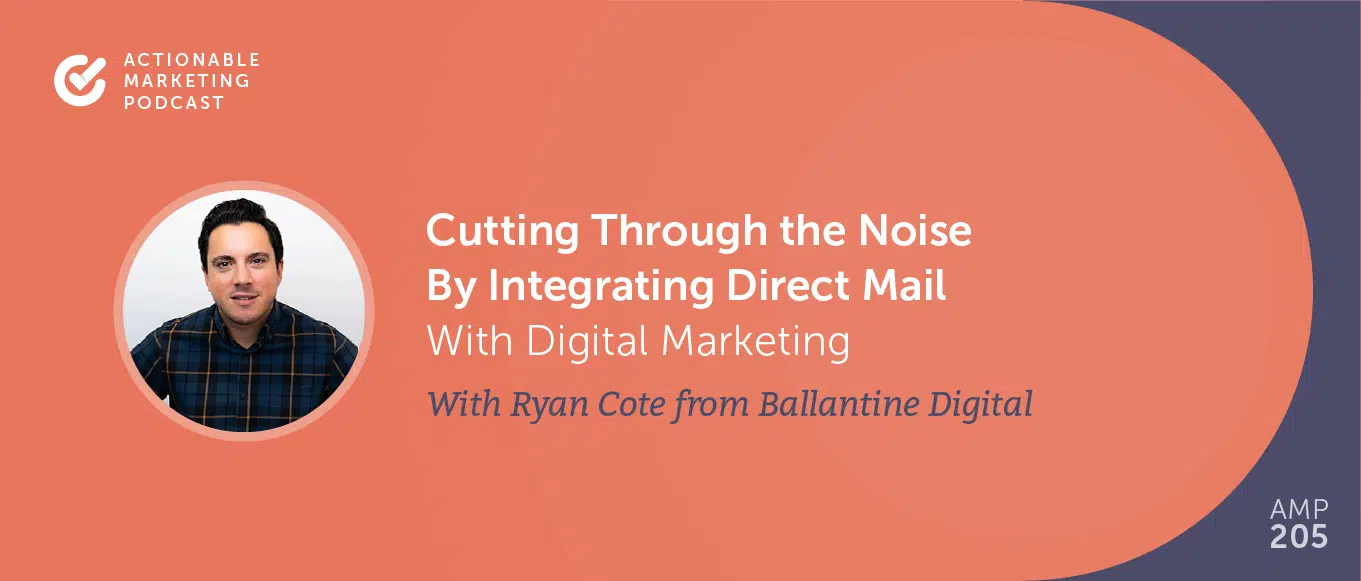 ACTIONABLE
MARKETING
PODCAST
Cutting Through the Noise
By Integrating Direct Mail
With Digital Marketing
With Ryan Cote from Ballantine Digital
AMP
205